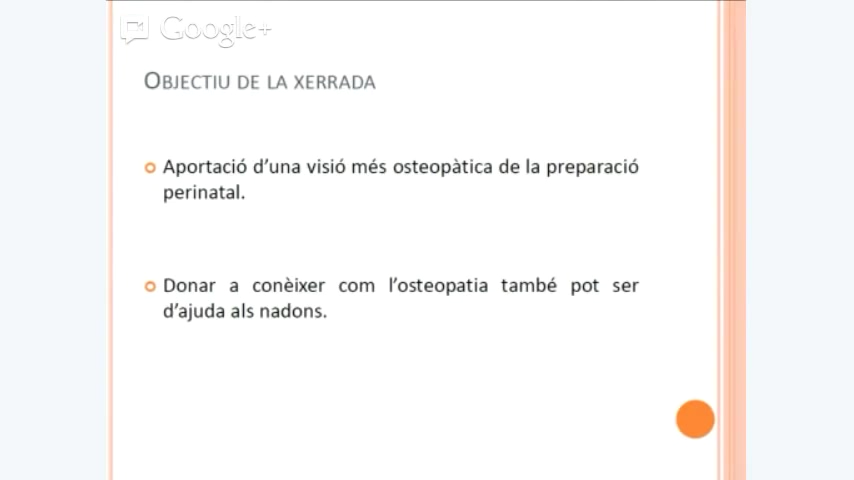 Google+
OBJECTIU DE LA XERRADA
Aportació d'una visió més osteopàtica de la preparació
perinatal.
Donar a conèixer com l'osteopatia també pot ser
d'ajuda als nadons.